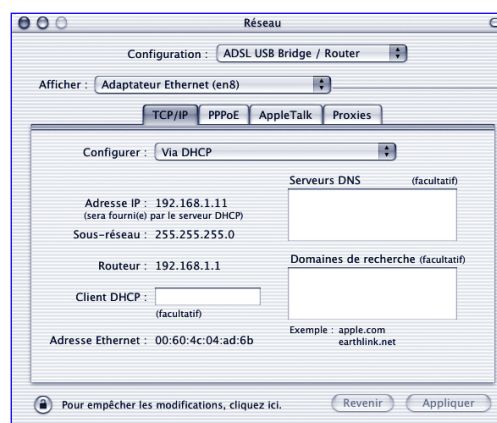 Réseau
Configuration : ADSL USB Bridge / Router
Afficher : Adaptateur Ethernet (en8)
TCP/IP PPPoE AppleTalk Proxies
Configurer : Via DHCP
Serveurs DNS (facultatif)
Adresse IP : 192.168.1.11
(sera fourni(e) par le serveur DHCP)
Sous-réseau : 255.255.255.0
Routeur : 192.168.1.1
Domaines de recherche (facultatif)
Client DHCP :
(facultatif)
Exemple : apple.com
earthlink.net
Adresse Ethernet : 00:60:4c:04:ad:6b
Pour empêcher les modifications, cliquez ici.
Revenir Appliquer